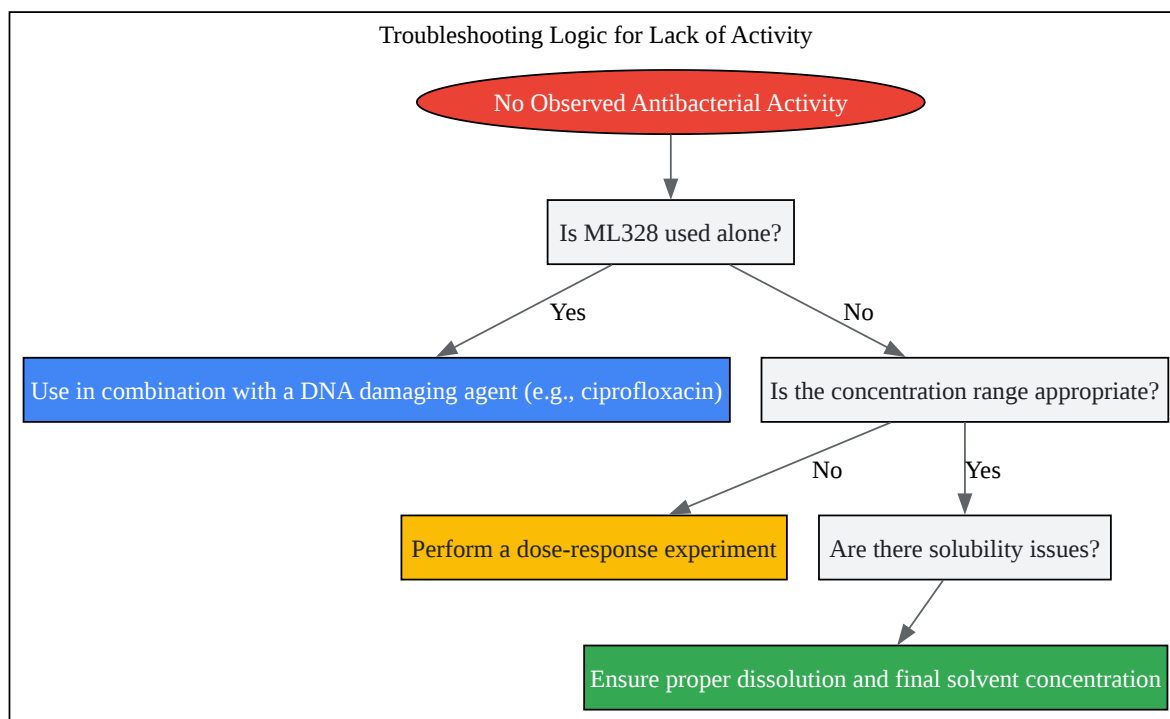 Troubleshooting Logic for Lack of Activity
No Observed Antibacterial Activity
Is ML328 used alone?
Yes
No
Use in combination with a DNA damaging agent (e.g., ciprofloxacin)
Is the concentration range appropriate?
No
Yes
Perform a dose-response experiment
Are there solubility issues?
Ensure proper dissolution and final solvent concentration